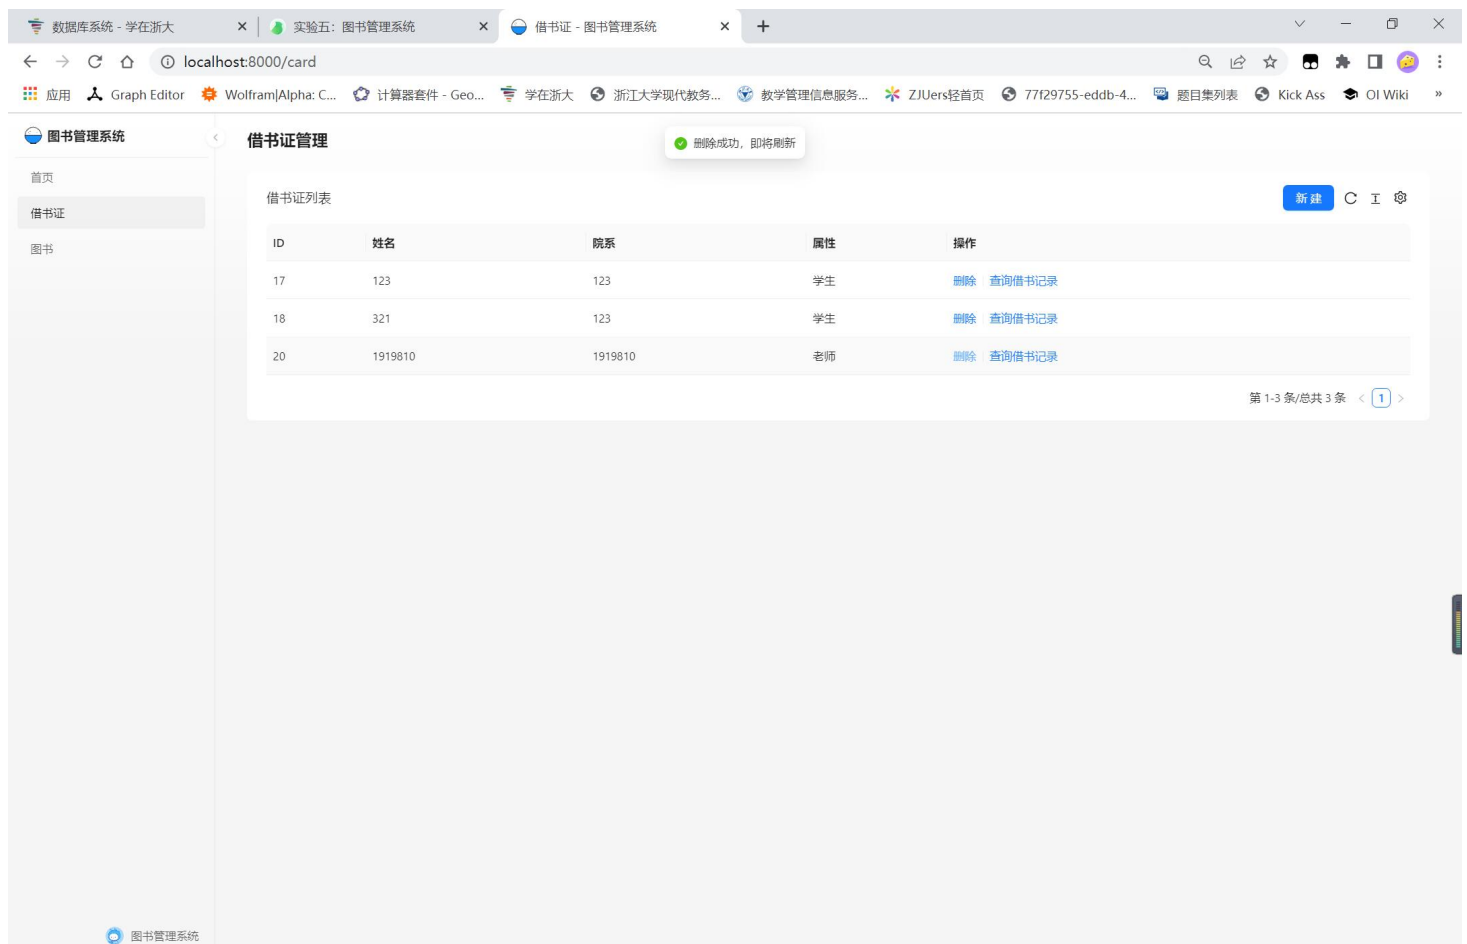 数据库系统 - 学在浙大 实验五：图书管理系统 借书证 - 图书管理系统
localhost:8000/card
应用 Graph Editor Wolfram|Alpha: C... 计算器套件 - Geo... 学在浙大 浙江大学现代教务... 教学管理信息服务... ZJUers轻首页 77f29755-eddb-4... 题目集列表 Kick Ass OI Wiki »
图书管理系统
首页
借书证
图书
借书证管理
删除成功，即将刷新
借书证列表 新 建
ID 姓名 院系 属性 操作
17 123 123 学生 删除 查询借书记录
18 321 123 学生 删除 查询借书记录
20 1919810 1919810 老师 删除 查询借书记录
第 1-3 条/总共 3 条 < 1 >
图书管理系统